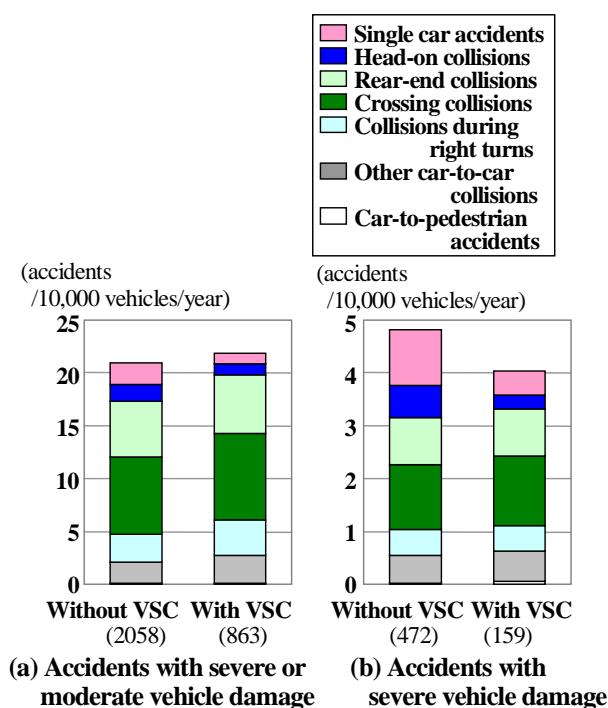 Single car accidents
Head-on collisions
Rear-end collisions
Crossing collisions
Collisions during
right turns
Other car-to-car
collisions
Car-to-pedestrian
accidents
(accidents
/10,000 vehicles/year)
25
20
15
10
5
0
Without VSC
(2058)
With VSC
(863)
(a) Accidents with severe or
moderate vehicle damage
(accidents
/10,000 vehicles/year)
5
4
3
2
1
0
Without VSC
(472)
With VSC
(159)
(b) Accidents with
severe vehicle damage